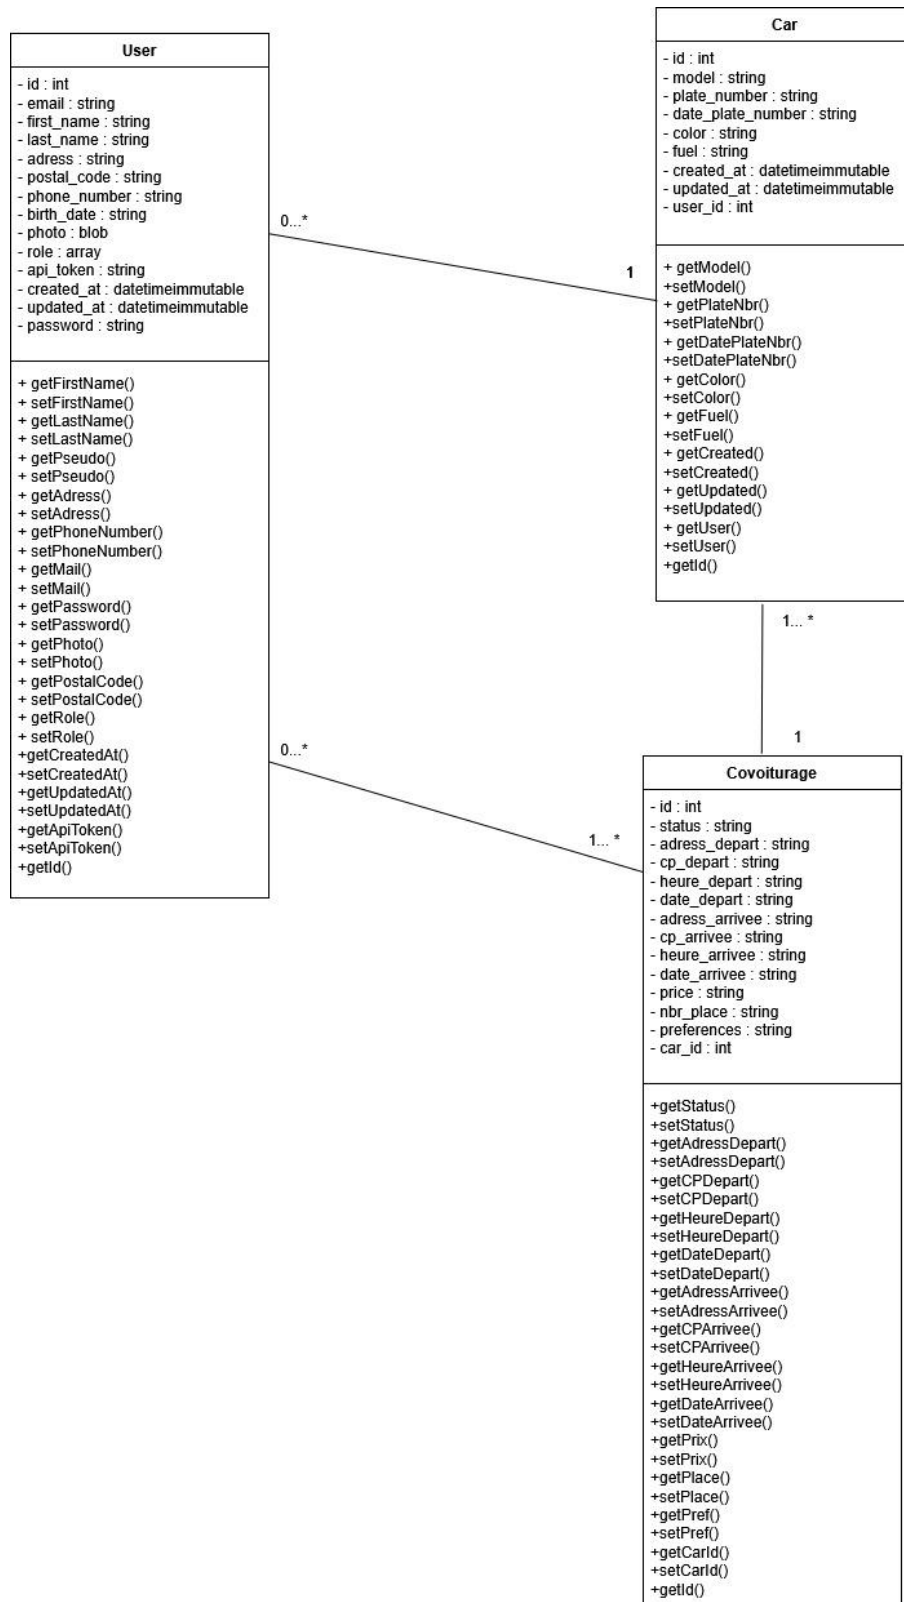 User
- id : int
- email : string
- first_name : string
- last_name : string
- adress : string
- postal_code : string
- phone_number : string
- birth_date : string
- photo : blob
- role : array
- api_token : string
- created_at : datetimeimmutable
- updated_at : datetimeimmutable
- password : string
+ getFirstName()
+ setFirstName()
+ getLastName()
+ setLastName()
+ getPseudo()
+ setPseudo()
+ getAdress()
+ setAdress()
+ getPhoneNumber()
+ setPhoneNumber()
+ getMail()
+ setMail()
+ getPassword()
+ setPassword()
+ getPhoto()
+ setPhoto()
+ getPostalCode()
+ setPostalCode()
+ getRole()
+ setRole()
+getCreatedAt()
+setCreatedAt()
+getUpdatedAt()
+setUpdatedAt()
+getApiToken()
+setApiToken()
+getId()
0...*
1
Car
- id : int
- model : string
- plate_number : string
- date_plate_number : string
- color : string
- fuel : string
- created_at : datetimeimmutable
- updated_at : datetimeimmutable
- user_id : int
+ getModel()
+setModel()
+ getPlateNbr()
+setPlateNbr()
+ getDatePlateNbr()
+setDatePlateNbr()
+ getColor()
+setColor()
+ getFuel()
+setFuel()
+ getCreated()
+setCreated()
+ getUpdated()
+setUpdated()
+ getUser()
+setUser()
+getId()
1... *
1
0...*
1... *
Covoiturage
- id : int
- status : string
- adress_depart : string
- cp_depart : string
- heure_depart : string
- date_depart : string
- adress_arrivee : string
- cp_arrivee : string
- heure_arrivee : string
- date_arrivee : string
- price : string
- nbr_place : string
- preferences : string
- car_id : int
+getStatus()
+setStatus()
+getAdressDepart()
+setAdressDepart()
+getCPDepart()
+setCPDepart()
+getHeureDepart()
+setHeureDepart()
+getDateDepart()
+setDateDepart()
+getAdressArrivee()
+setAdressArrivee()
+getCPArrivee()
+setCPArrivee()
+getHeureArrivee()
+setHeureArrivee()
+getDateArrivee()
+setDateArrivee()
+getPrix()
+setPrix()
+getPlace()
+setPlace()
+getPref()
+setPref()
+getCarId()
+setCarId()
+getId()